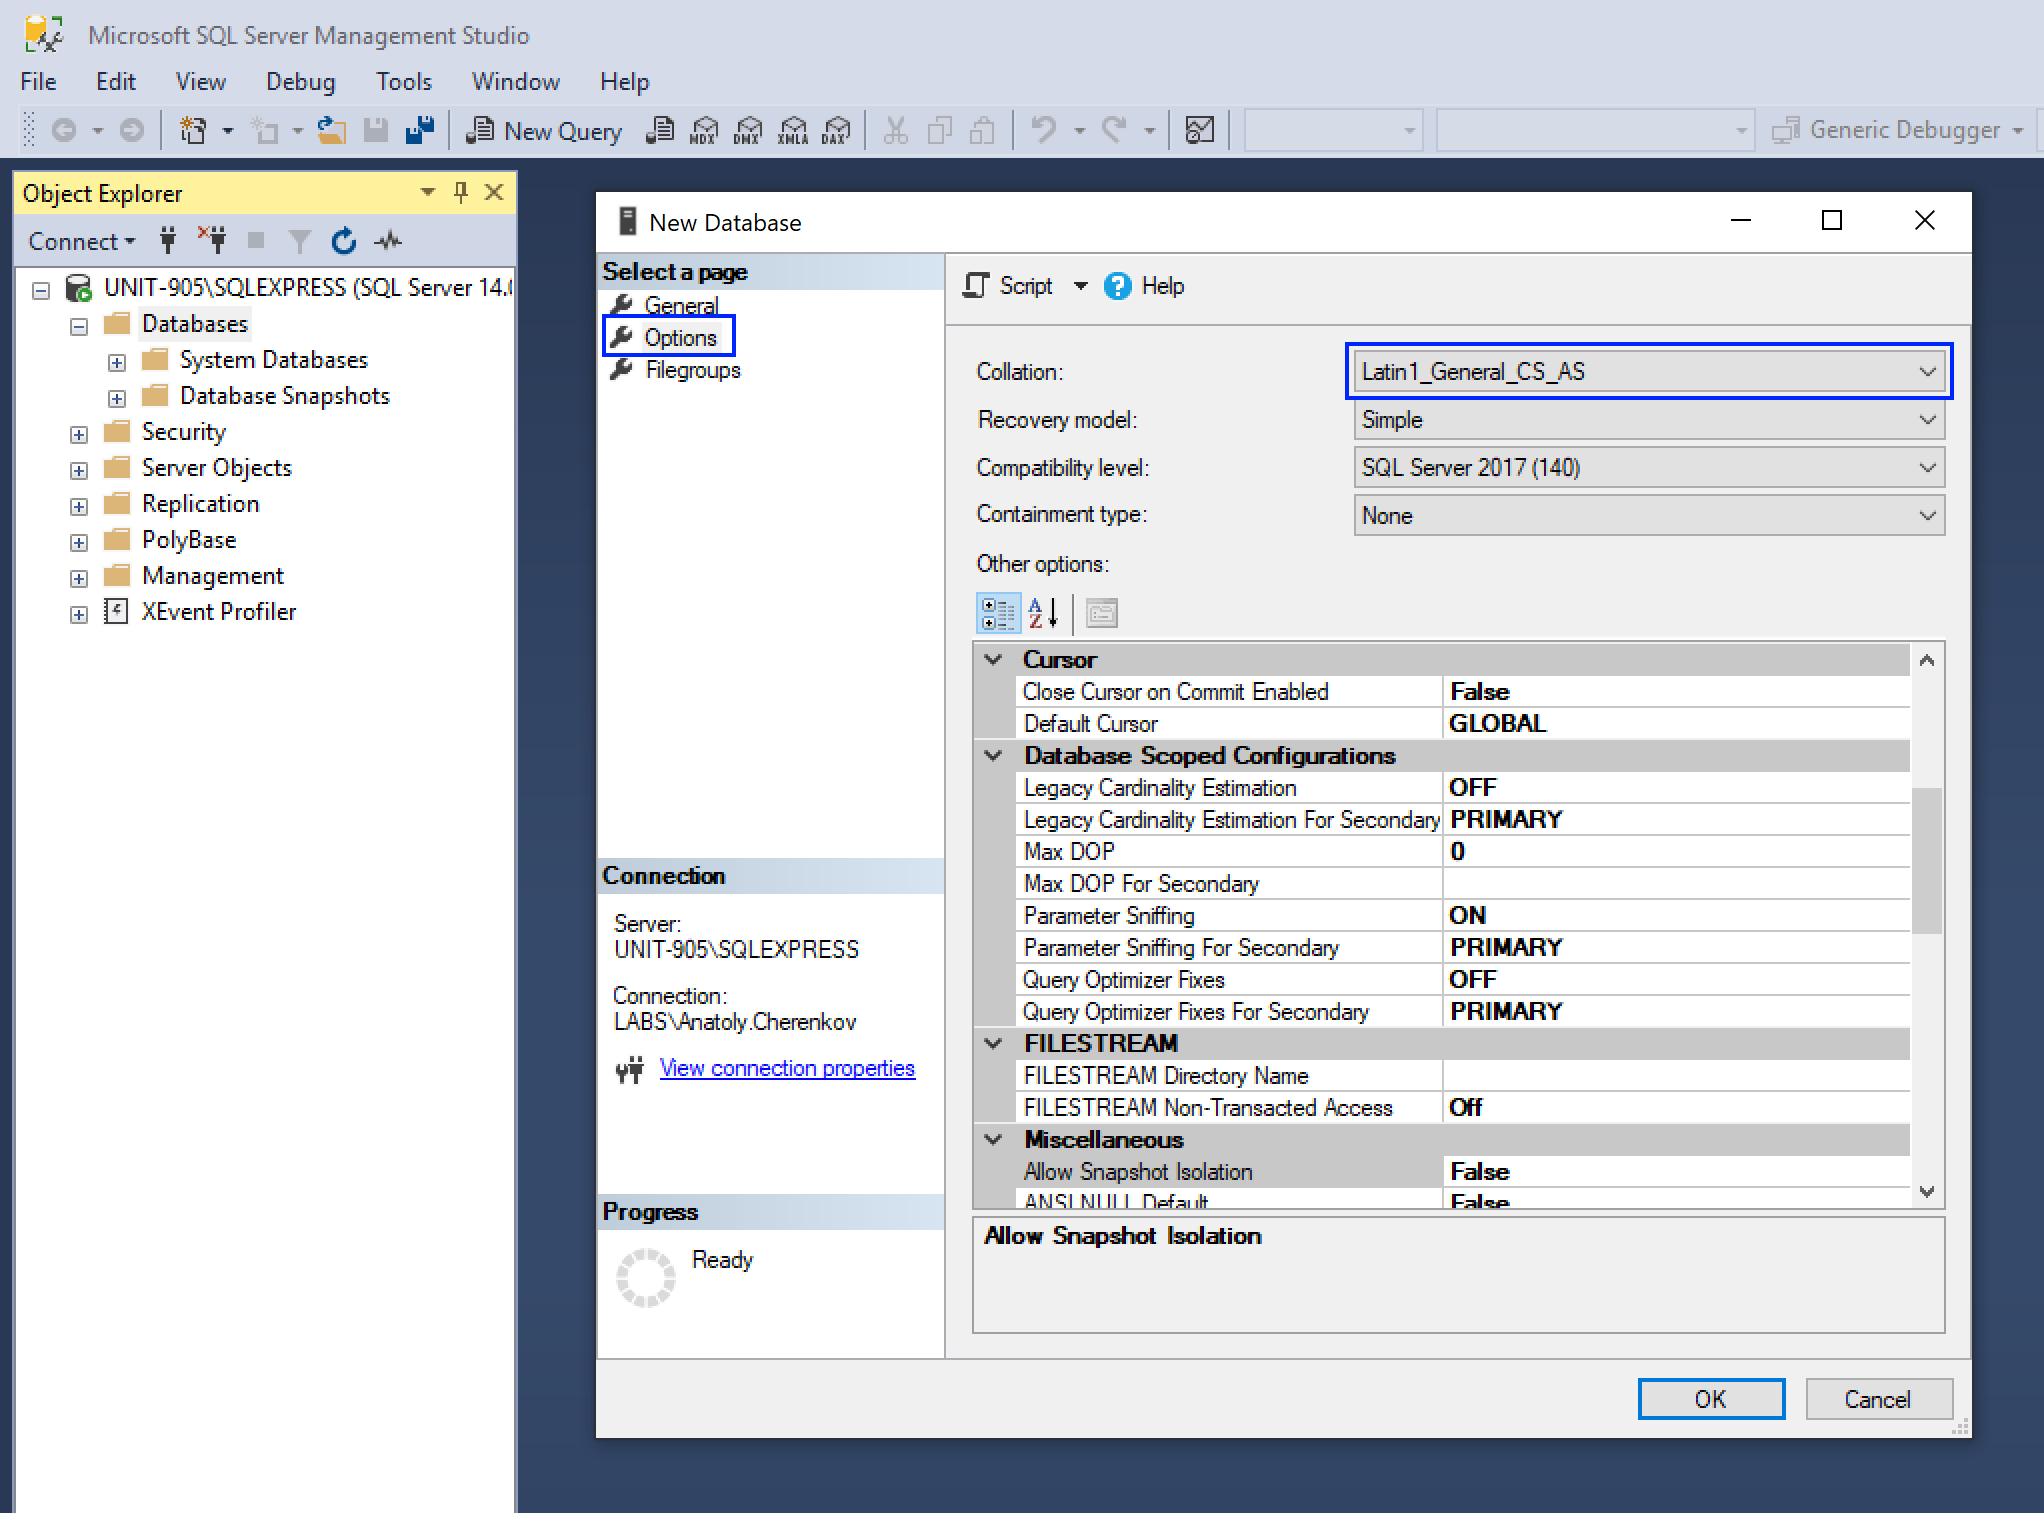 Microsoft SQL Server Management Studio
File Edit View Debug Tools Window Help
New Query MDX DMX XMLA DAX Generic Debugger
Object Explorer
Connect
UNIT-905\SQLEXPRESS (SQL Server 14.
Databases
System Databases
Database Snapshots
Security
Server Objects
Replication
PolyBase
Management
XEvent Profiler
New Database
Select a page
General
Options
Filegroups
Connection
Server:
UNIT-905\SQLEXPRESS
Connection:
LABS\Anatoly.Cherenkov
View connection properties
Progress
Ready
Script Help
Collation: Latin1_General_CS_AS
Recovery model: Simple
Compatibility level: SQL Server 2017 (140)
Containment type: None
Other options:
Cursor
Close Cursor on Commit Enabled False
Default Cursor GLOBAL
Database Scoped Configurations
Legacy Cardinality Estimation OFF
Legacy Cardinality Estimation For Secondary PRIMARY
Max DOP 0
Max DOP For Secondary
Parameter Sniffing ON
Parameter Sniffing For Secondary PRIMARY
Query Optimizer Fixes OFF
Query Optimizer Fixes For Secondary PRIMARY
FILESTREAM
FILESTREAM Directory Name
FILESTREAM Non-Transacted Access Off
Miscellaneous
Allow Snapshot Isolation False
ANSI NULL Default False
Allow Snapshot Isolation
OK Cancel